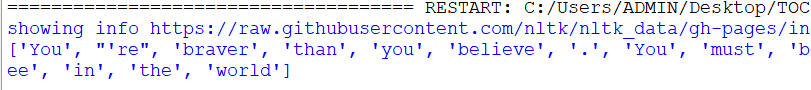 ===================================== RESTART: C:/Users/ADMIN/Desktop/TOC
showing info https://raw.githubusercontent.com/nltk/nltk_data/gh-pages/in
['You', "'re", 'braver', 'than', 'you', 'believe', '.', 'You', 'must', 'b
ee', 'in', 'the', 'world']